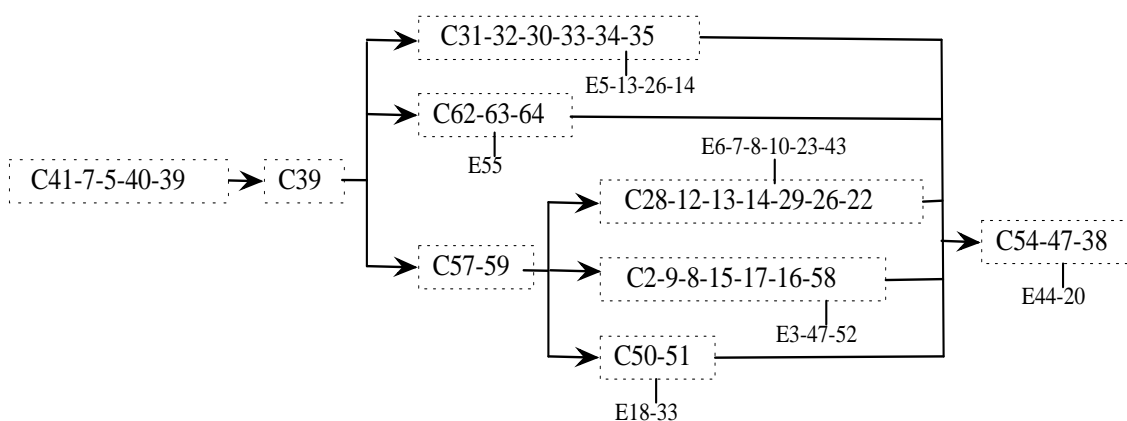 C31-32-30-33-34-35
E5-13-26-14
C62-63-64
E55
E6-7-8-10-23-43
C41-7-5-40-39
C39
C28-12-13-14-29-26-22
C54-47-38
E44-20
C57-59
C2-9-8-15-17-16-58
E3-47-52
C50-51
E18-33